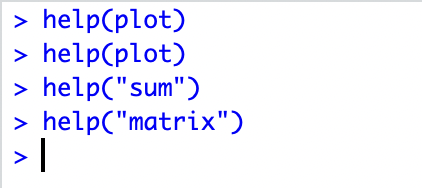 > help(plot)
> help(plot)
> help("sum")
> help("matrix")
>